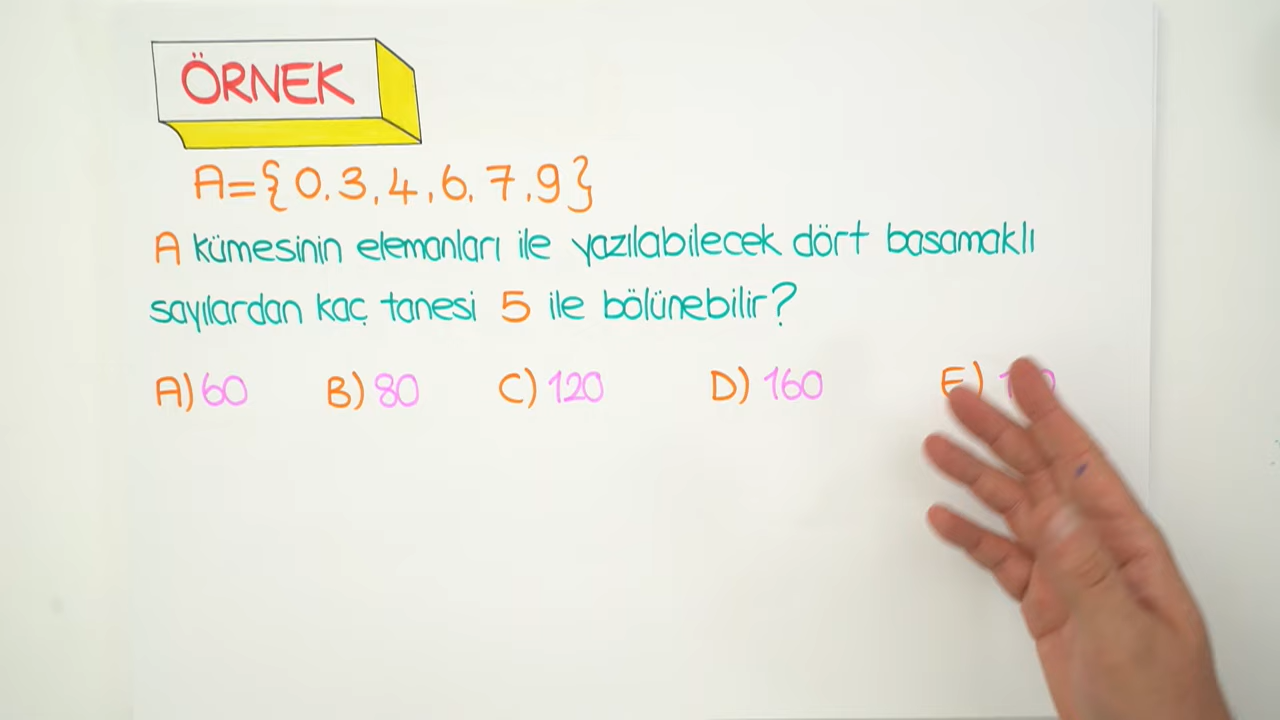 ÖRNEK
A={0,3,4,6,7,9}
A kümesinin elemanları ile yazılabilecek dört basamaklı
sayılardan kaç tanesi 5 ile bölünebilir?
A) 60 B) 80 C) 120 D) 160 E)